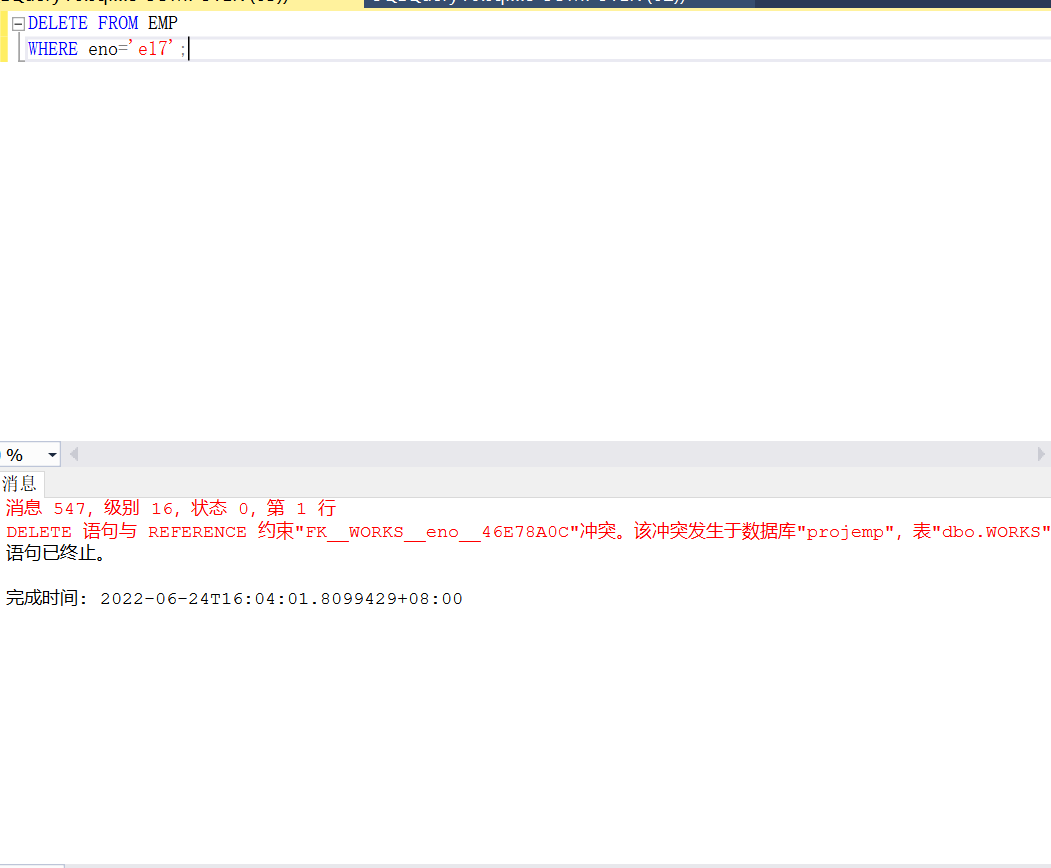 DELETE FROM EMP
WHERE eno='e17';
%
消息
消息 547，级别 16，状态 0，第 1 行
DELETE 语句与 REFERENCE 约束"FK__WORKS__eno__46E78A0C"冲突。该冲突发生于数据库"projemp"，表"dbo.WORKS"
语句已终止。
完成时间: 2022-06-24T16:04:01.8099429+08:00